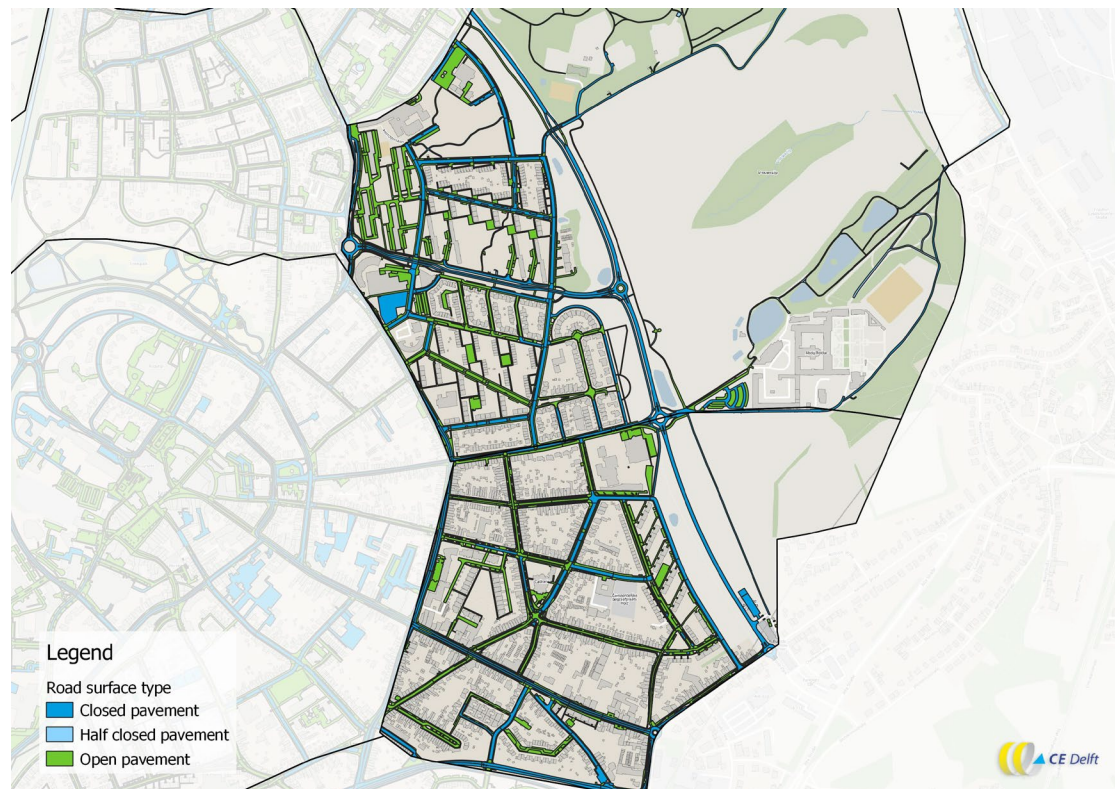 Legend
Road surface type
Closed pavement
Half closed pavement
Open pavement
CE Delft